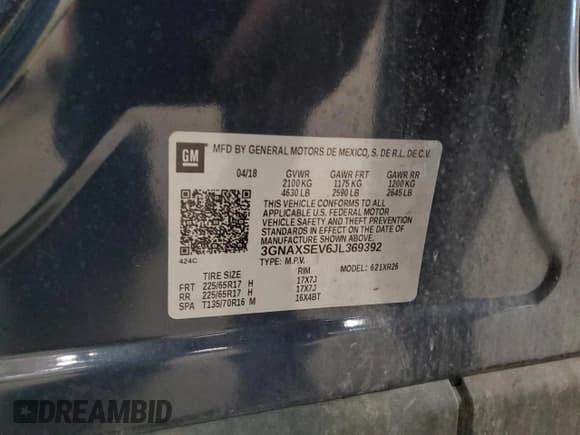 GM
MFD BY GENERAL MOTORS DE MEXICO, S. DE R.L. DE C.V.
04/18 GVWR GAWR FRT GAWR RR
2100 KG 1175 KG 1200 KG
4630 LB 2590 LB 2645 LB
THIS VEHICLE CONFORMS TO ALL
APPLICABLE U.S. FEDERAL MOTOR
VEHICLE SAFETY AND THEFT PREVENTION
STANDARDS IN EFFECT ON THE DATE OF
MANUFACTURE SHOWN ABOVE.
424C 3GNAXSEV6JL369392
TYPE: M.P.V. MODEL: 621XR26
TIRE SIZE RIM
FRT 225/65R17 H 17X7J
RR 225/65R17 H 17X7J
SPA T135/70R16 M 16X4BT
DREAMBID